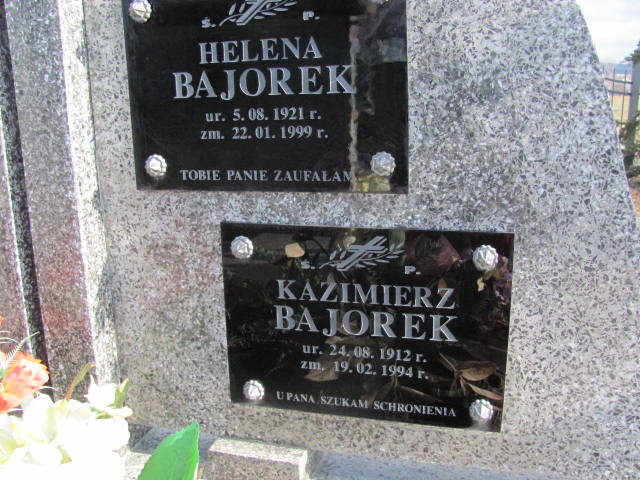 Ś. P.
HELENA
BAJOREK
ur. 5.08.1921 r.
zm. 22.01.1999 r.
TOBIE PANIE ZAUFAŁAM
Ś. P.
KAZIMIERZ
BAJOREK
ur. 24.08.1912 r.
zm. 19.02.1994 r.
U PANA SZUKAM SCHRONIENIA